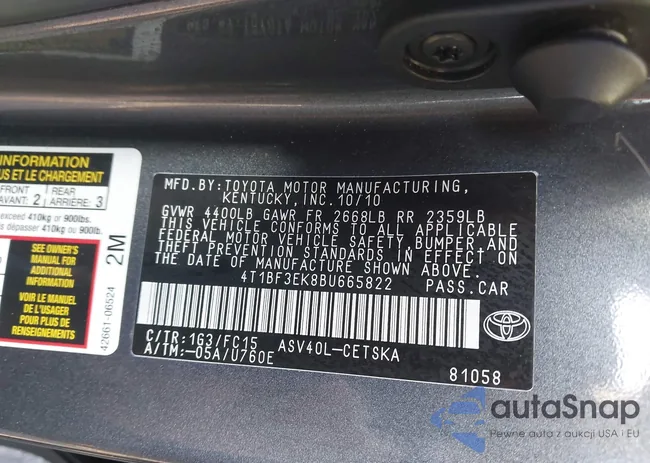 INFORMATION
US ET LE CHARGEMENT
FRONT
AVANT: 2
REAR
ARRIÈRE: 3
exceed 410kg or 900lbs.
dépasser 410kg ou 900lb.
SEE OWNER'S
MANUAL FOR
ADDITIONAL
INFORMATION
VOIR LE MANUEL
DE L'USAGER
POUR PLUS DE
RENSEIGNEMENTS
2M
42661-06524
MFD.BY:TOYOTA MOTOR MANUFACTURING,
KENTUCKY,INC.10/10
GVWR 4400LB GAWR FR 2668LB RR 2359LB
THIS VEHICLE CONFORMS TO ALL APPLICABLE
FEDERAL MOTOR VEHICLE SAFETY,BUMPER,AND
THEFT PREVENTION STANDARDS IN EFFECT ON
THE DATE OF MANUFACTURE SHOWN ABOVE.
4T1BF3EK8BU665822 PASS.CAR
C/TR:1G3/FC15 ASV40L-CETSKA
A/TM:-05A/U760E
TOYOTA
81058
autaSnap
Pewne auta z aukcji USA i EU